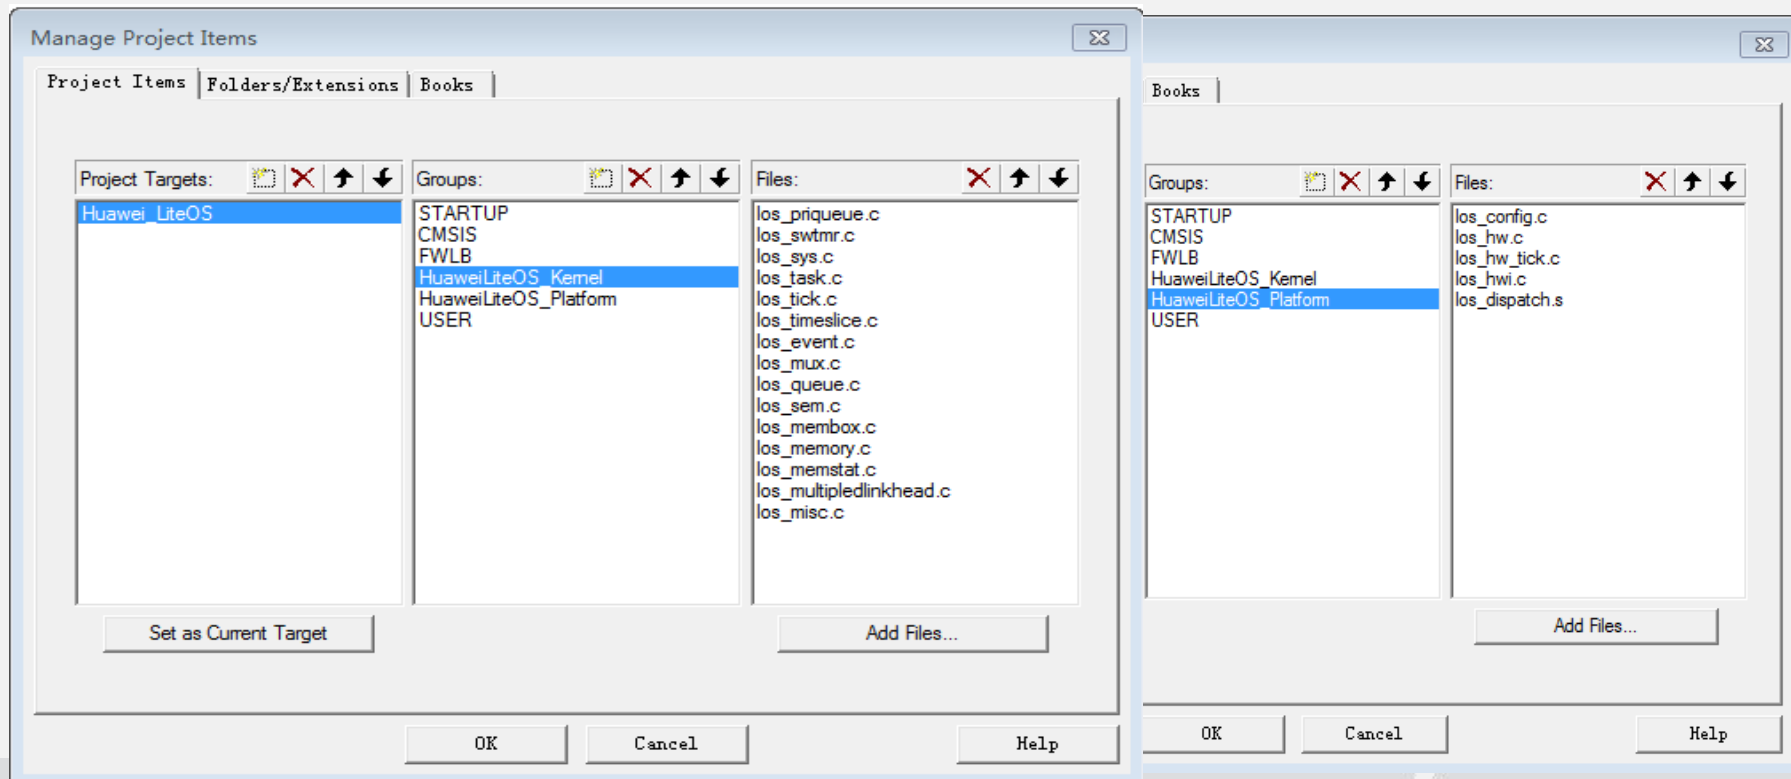 Manage Project Items
Project Items
Folders/Extensions
Books
Project Targets:
Huawei_LiteOS
Set as Current Target
Groups:
STARTUP
CMSIS
FWLB
HuaweiLiteOS_Kernel
HuaweiLiteOS_Platform
USER
Files:
los_priqueue.c
los_swtmr.c
los_sys.c
los_task.c
los_tick.c
los_timeslice.c
los_event.c
los_mux.c
los_queue.c
los_sem.c
los_membox.c
los_memory.c
los_memstat.c
los_multipledlinkhead.c
los_misc.c
Add Files...
OK
Cancel
Help
Books
Groups:
STARTUP
CMSIS
FWLB
HuaweiLiteOS_Kernel
HuaweiLiteOS_Platform
USER
Files:
los_config.c
los_hw.c
los_hw_tick.c
los_hwi.c
los_dispatch.s
Add Files...
OK
Cancel
Help